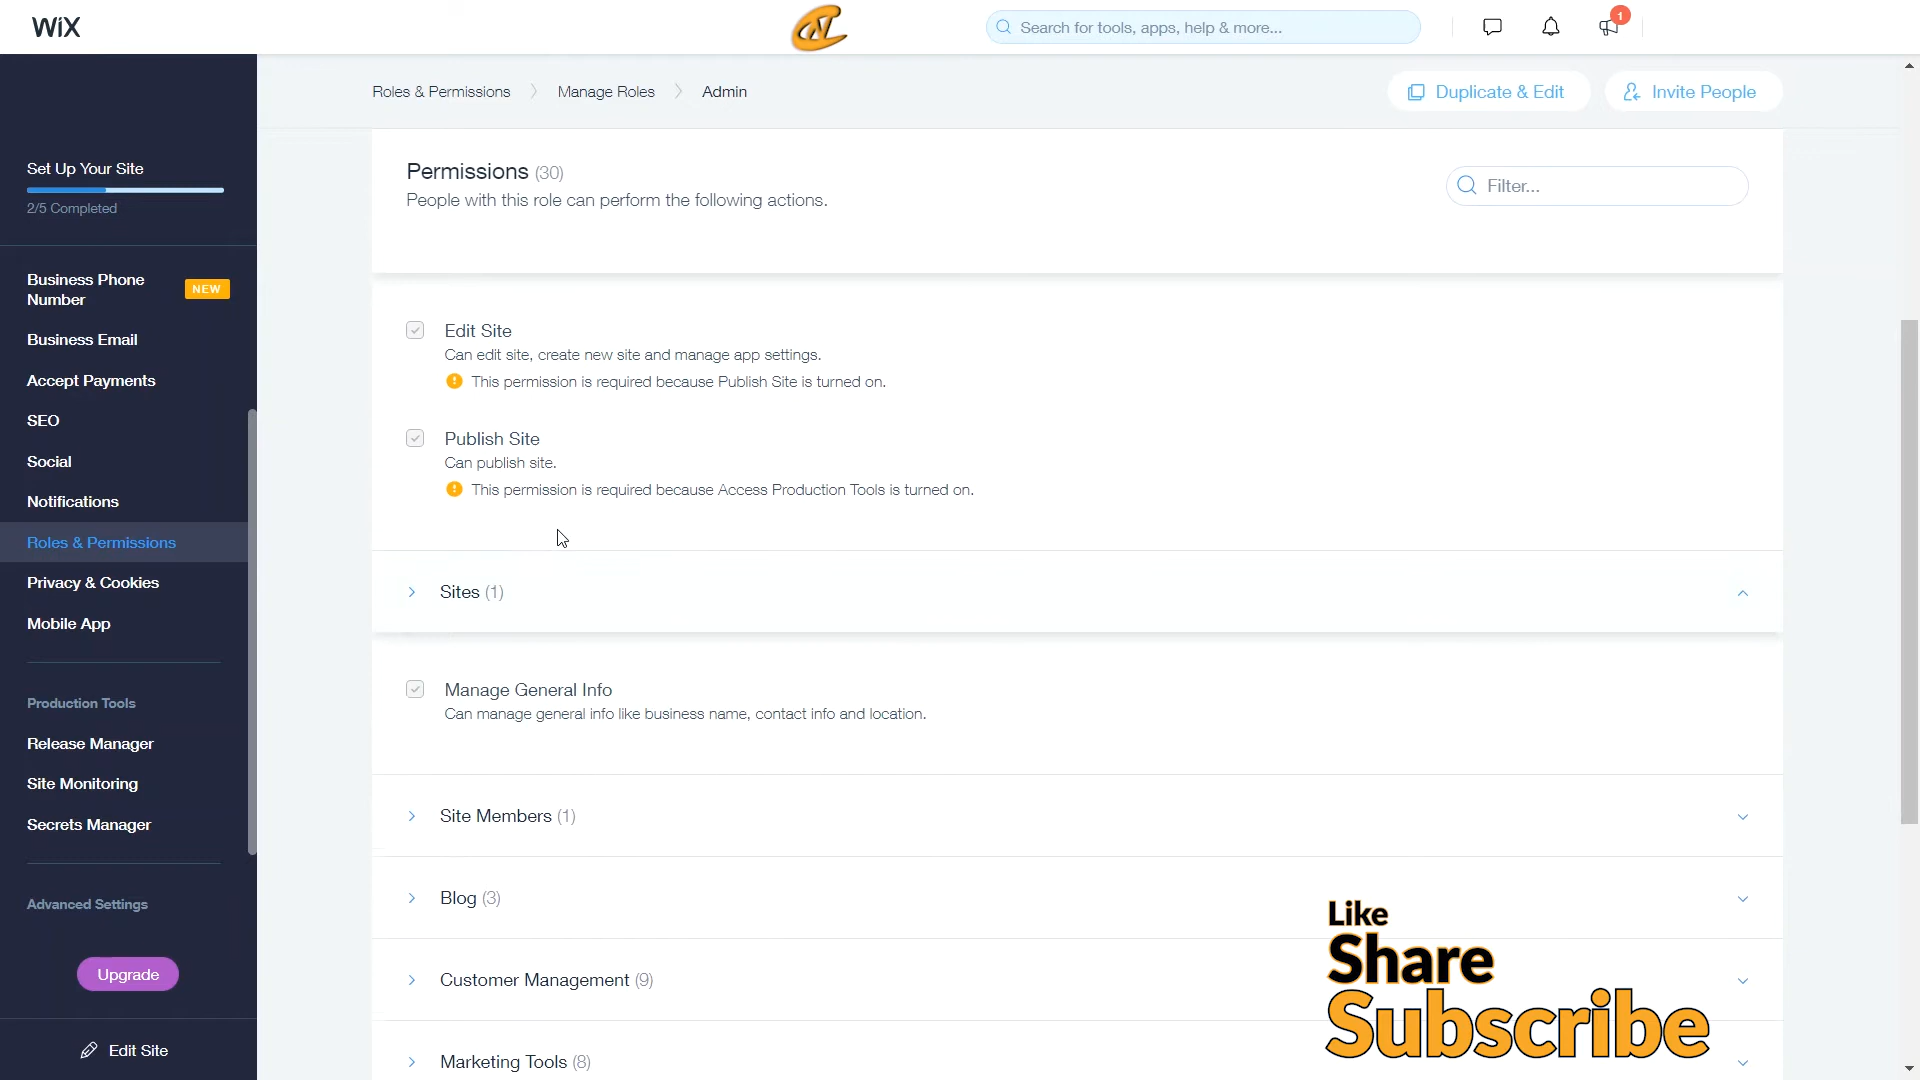 WiX
Search for tools, apps, help & more...
1
Roles & Permissions
Manage Roles
Admin
Duplicate & Edit
Invite People
Set Up Your Site
2/5 Completed
Business Phone
Number
NEW
Business Email
Accept Payments
SEO
Social
Notifications
Roles & Permissions
Privacy & Cookies
Mobile App
Production Tools
Release Manager
Site Monitoring
Secrets Manager
Advanced Settings
Upgrade
Edit Site
Permissions (30)
People with this role can perform the following actions.
Filter...
Edit Site
Can edit site, create new site and manage app settings.
This permission is required because Publish Site is turned on.
Publish Site
Can publish site.
This permission is required because Access Production Tools is turned on.
Sites (1)
Manage General Info
Can manage general info like business name, contact info and location.
Site Members (1)
Blog (3)
Customer Management (9)
Marketing Tools (8)
Like
Share
Subscribe